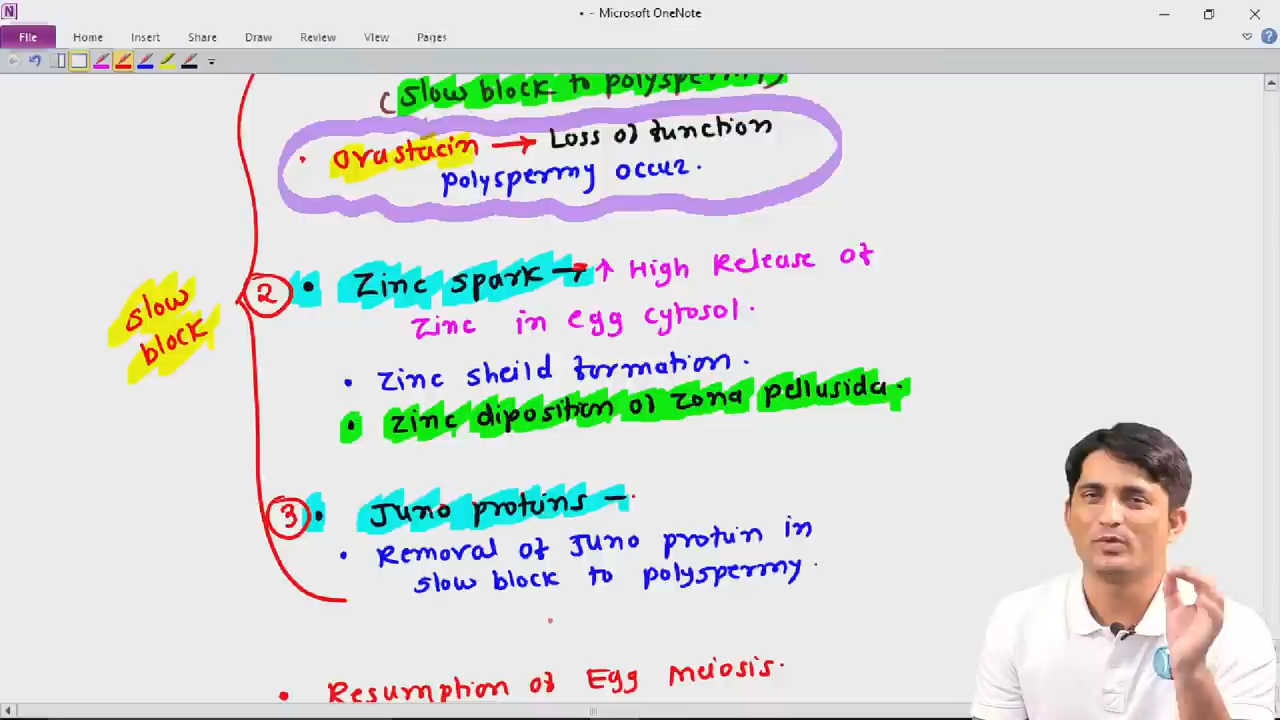 - Microsoft OneNote
File Home Insert Share Draw Review View Pages
(slow block to polyspermy)
• Ovastacin → Loss of function
polyspermy occur.
② • Zinc spark → ↑ High Release of
Zinc in egg cytosol.
slow
block
• Zinc sheild formation.
• Zinc diposition of Zona pellusida.
③ • Juno protins –
• Removal of Juno protin in
slow block to polyspermy.
• Resumption of Egg meiosis.